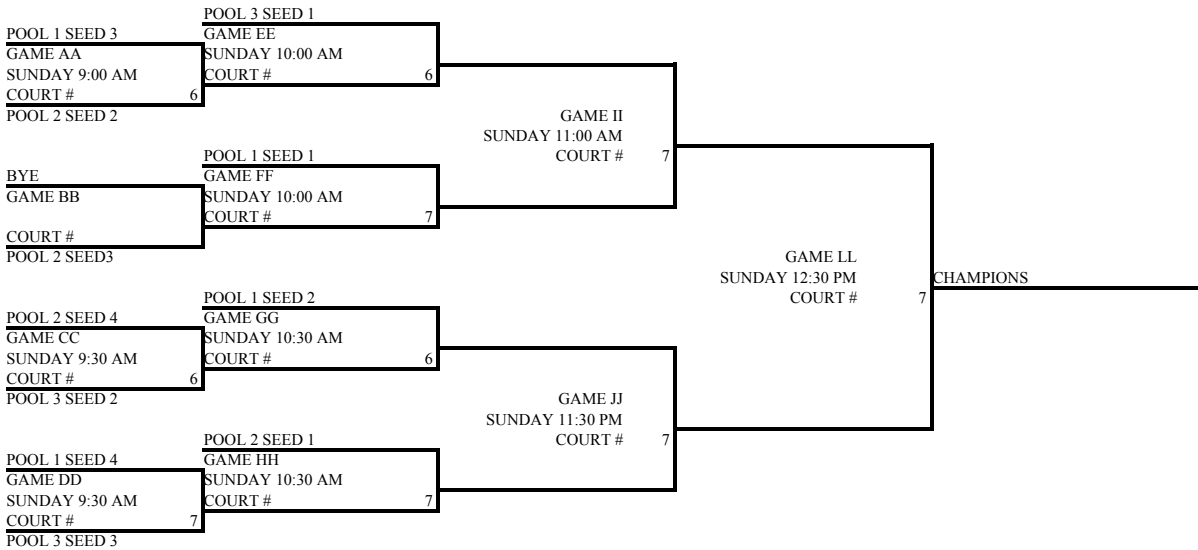 POOL 3 SEED 1
POOL 1 SEED 3
GAME EE
GAME AA
SUNDAY 10:00 AM
SUNDAY 9:00 AM
COURT # 6
COURT # 6
POOL 2 SEED 2
GAME II
SUNDAY 11:00 AM
COURT # 7
POOL 1 SEED 1
BYE
GAME FF
GAME BB
SUNDAY 10:00 AM
COURT # 7
COURT #
POOL 2 SEED3
GAME LL
SUNDAY 12:30 PM
CHAMPIONS
COURT # 7
POOL 1 SEED 2
POOL 2 SEED 4
GAME GG
GAME CC
SUNDAY 10:30 AM
SUNDAY 9:30 AM
COURT # 6
COURT # 6
POOL 3 SEED 2
GAME JJ
SUNDAY 11:30 PM
COURT # 7
POOL 2 SEED 1
POOL 1 SEED 4
GAME HH
GAME DD
SUNDAY 10:30 AM
SUNDAY 9:30 AM
COURT # 7
COURT # 7
POOL 3 SEED 3